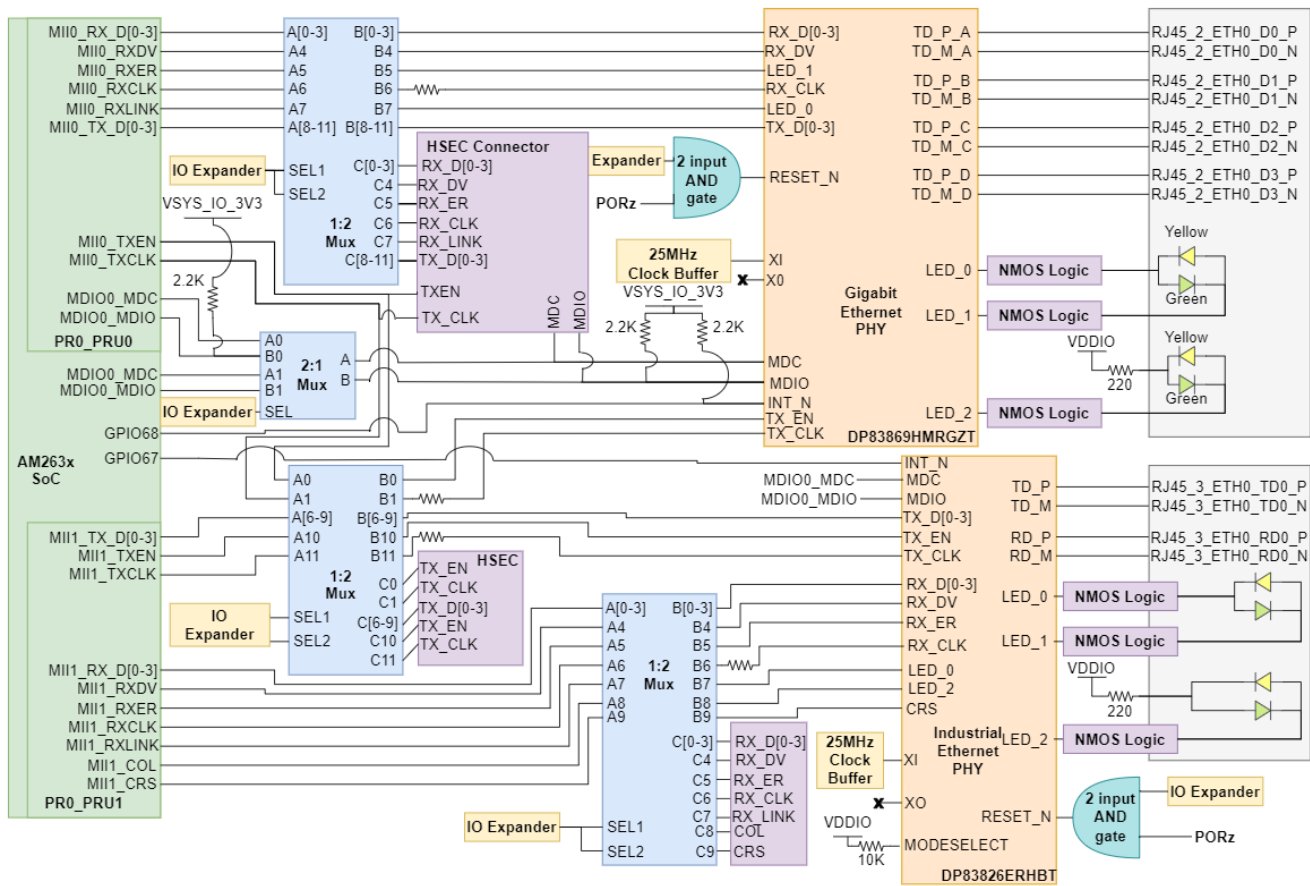 MII0_RX_D[0-3]
MII0_RXDV
MII0_RXER
MII0_RXCLK
MII0_RXLINK
MII0_TX_D[0-3]
MII0_TXEN
MII0_TXCLK
MDIO0_MDC
MDIO0_MDIO
PR0_PRU0
MDIO0_MDC
MDIO0_MDIO
GPIO68
GPIO67
AM263x
SoC
MII1_TX_D[0-3]
MII1_TXEN
MII1_TXCLK
MII1_RX_D[0-3]
MII1_RXDV
MII1_RXER
MII1_RXCLK
MII1_RXLINK
MII1_COL
MII1_CRS
PR0_PRU1
IO Expander
VSYS_IO_3V3
2.2K
A[0-3]
A4
A5
A6
A7
A[8-11]
SEL1
SEL2
B[0-3]
B4
B5
B6
B7
B[8-11]
C[0-3]
C4
C5
C6
C7
C[8-11]
1:2
Mux
HSEC Connector
RX_D[0-3]
RX_DV
RX_ER
RX_CLK
RX_LINK
TX_D[0-3]
TXEN
TX_CLK
MDC
MDIO
A0
B0
A1
B1
SEL
2:1
Mux
A
B
IO Expander
Expander
2 input
AND
gate
PORz
25MHz
Clock Buffer
VSYS_IO_3V3
2.2K
2.2K
RX_D[0-3]
RX_DV
LED_1
RX_CLK
LED_0
TX_D[0-3]
RESET_N
XI
X0
MDC
MDIO
INT_N
TX_EN
TX_CLK
Gigabit
Ethernet
PHY
TD_P_A
TD_M_A
TD_P_B
TD_M_B
TD_P_C
TD_M_C
TD_P_D
TD_M_D
LED_0
LED_1
LED_2
DP83869HMRGZT
NMOS Logic
NMOS Logic
VDDIO
220
NMOS Logic
RJ45_2_ETH0_D0_P
RJ45_2_ETH0_D0_N
RJ45_2_ETH0_D1_P
RJ45_2_ETH0_D1_N
RJ45_2_ETH0_D2_P
RJ45_2_ETH0_D2_N
RJ45_2_ETH0_D3_P
RJ45_2_ETH0_D3_N
Yellow
Green
Yellow
Green
A0
A1
A[6-9]
A10
A11
SEL1
SEL2
1:2
Mux
B0
B1
B[6-9]
B10
B11
C0
C1
C[6-9]
C10
C11
IO
Expander
HSEC
TX_EN
TX_CLK
TX_D[0-3]
TX_EN
TX_CLK
A[0-3]
A4
A5
A6
A7
A8
A9
1:2
Mux
B[0-3]
B4
B5
B6
B7
B8
B9
C[0-3]
C4
C5
C6
C7
C8
C9
SEL1
SEL2
IO Expander
RX_D[0-3]
RX_DV
RX_ER
RX_CLK
RX_LINK
COL
CRS
MDIO0_MDC
MDIO0_MDIO
25MHz
Clock
Buffer
VDDIO
10K
INT_N
MDC
MDIO
TX_D[0-3]
TX_EN
TX_CLK
RX_D[0-3]
RX_DV
RX_ER
RX_CLK
LED_0
LED_2
CRS
XI
XO
MODESELECT
Industrial
Ethernet
PHY
TD_P
TD_M
RD_P
RD_M
LED_0
LED_1
LED_2
RESET_N
DP83826ERHBT
NMOS Logic
NMOS Logic
VDDIO
220
NMOS Logic
RJ45_3_ETH0_TD0_P
RJ45_3_ETH0_TD0_N
RJ45_3_ETH0_RD0_P
RJ45_3_ETH0_RD0_N
2 input
AND
gate
IO Expander
PORz